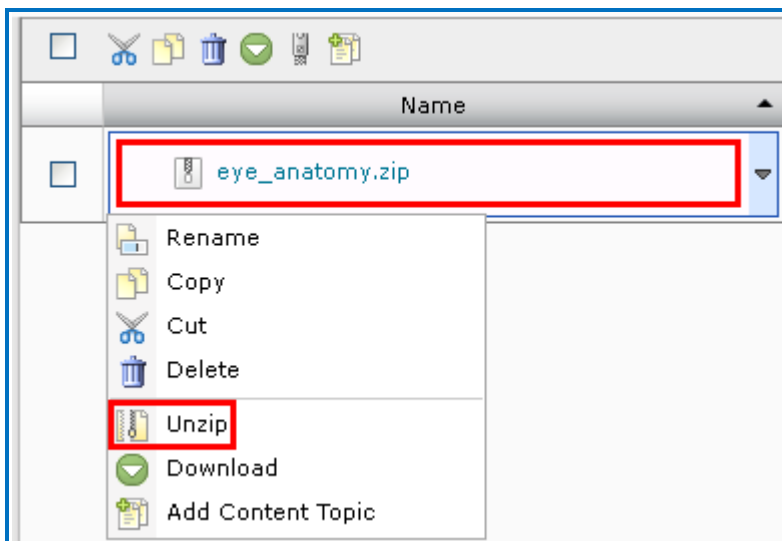 Name
eye_anatomy.zip
Rename
Copy
Cut
Delete
Unzip
Download
Add Content Topic